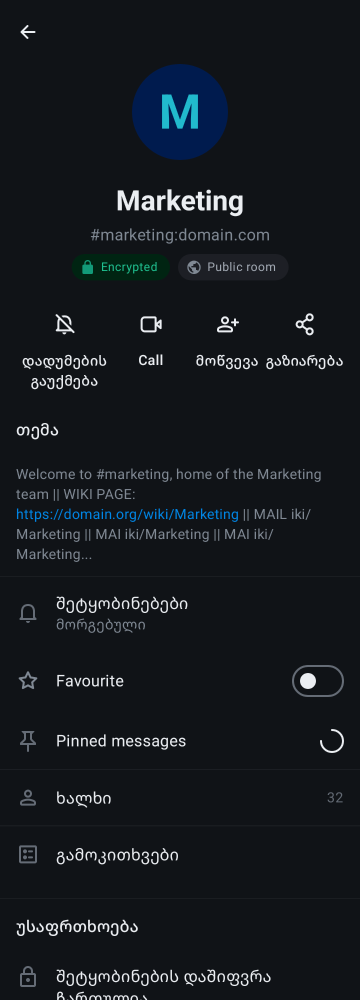 M
Marketing
#marketing:domain.com
Encrypted
Public room
დადუმების
გაუქმება
Call
მოწვევა
გაზიარება
თემა
Welcome to #marketing, home of the Marketing
team || WIKI PAGE:
https://domain.org/wiki/Marketing || MAIL iki/
Marketing || MAI iki/Marketing || MAI iki/
Marketing...
შეტყობინებები
მორგებული
Favourite
Pinned messages
ხალხი
32
გამოკითხვები
უსაფრთხოება
შეტყობინების დაშიფვრა
ჩართულია